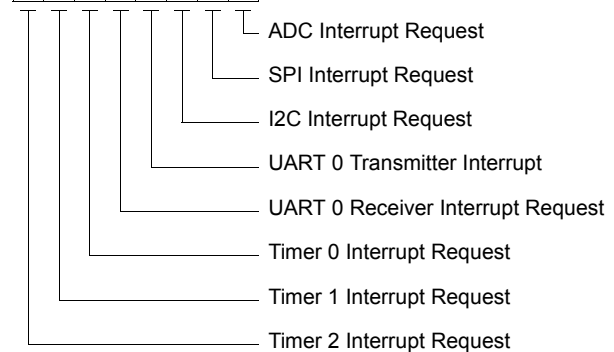 ADC Interrupt Request
SPI Interrupt Request
I2C Interrupt Request
UART 0 Transmitter Interrupt
UART 0 Receiver Interrupt Request
Timer 0 Interrupt Request
Timer 1 Interrupt Request
Timer 2 Interrupt Request